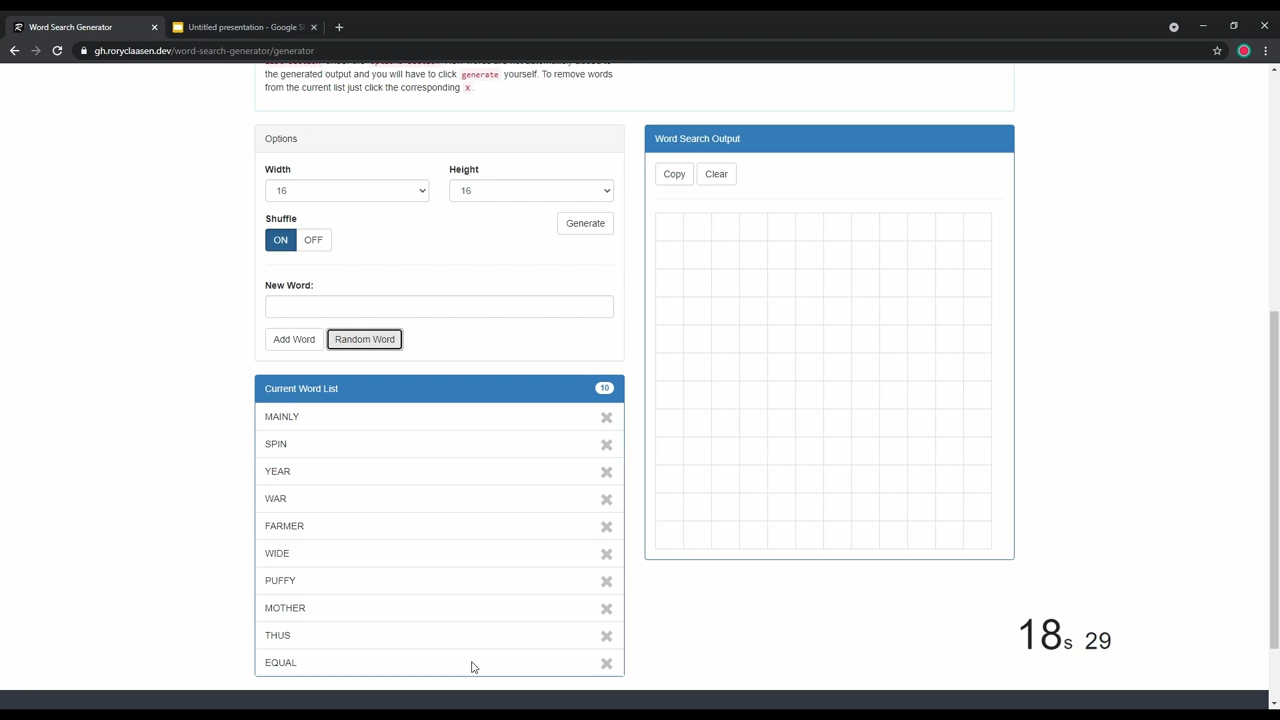 Word Search Generator
Untitled presentation - Google S
gh.roryclaasen.dev/word-search-generator/generator
the generated output and you will have to click generate yourself. To remove words
from the current list just click the corresponding X.
Options
Width
Height
16
16
Shuffle
Generate
ON
OFF
New Word:
Add Word
Random Word
Current Word List
10
MAINLY
SPIN
YEAR
WAR
FARMER
WIDE
PUFFY
MOTHER
THUS
EQUAL
Word Search Output
Copy
Clear
18s 29